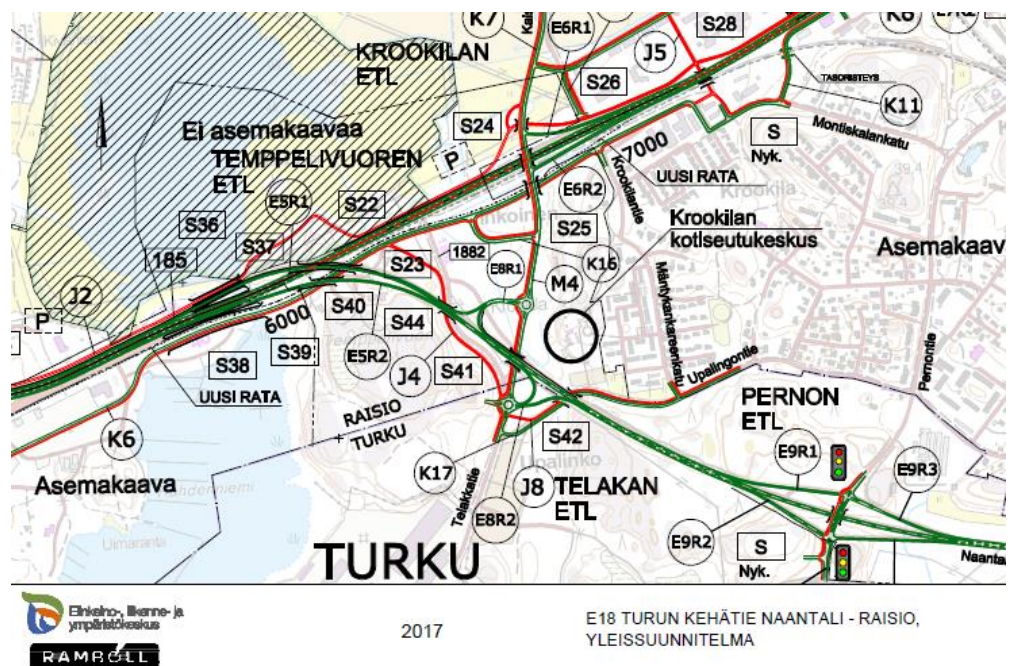 K7
E6R1
S28
K6
KROOKILAN
ETL
J5
S26
TASORISTEYS
K11
S24
Ei asemakaavaa
TEMPPELIVUOREN
ETL
P
S
Nyk.
Montiskalankatu
7000
Krookilantie
UUSI RATA
Krookila
E5R1
S22
E6R2
S36
S37
S25
Krookilan
kotiseutukeskus
Asemakaav
185
1882
S23
E8R1
K16
M4
J2
P
6000
S40
S44
Mäntykankareenkatu
S38
S39
E5R2
J4
S41
Upalingontie
Pernontie
UUSI RATA
RAISIO
TURKU
PERNON
ETL
K6
S42
E9R1
E9R3
Asemakaava
K17
Upalinko
J8
TELAKAN
ETL
Telakkatie
E8R2
E9R2
S
Nyk.
Uimaranta
TURKU
Naanta
Elinkeino-, liikenne- ja
ympäristökeskus
RAMBOLL
2017
E18 TURUN KEHÄTIE NAANTALI - RAISIO,
YLEISSUUNNITELMA